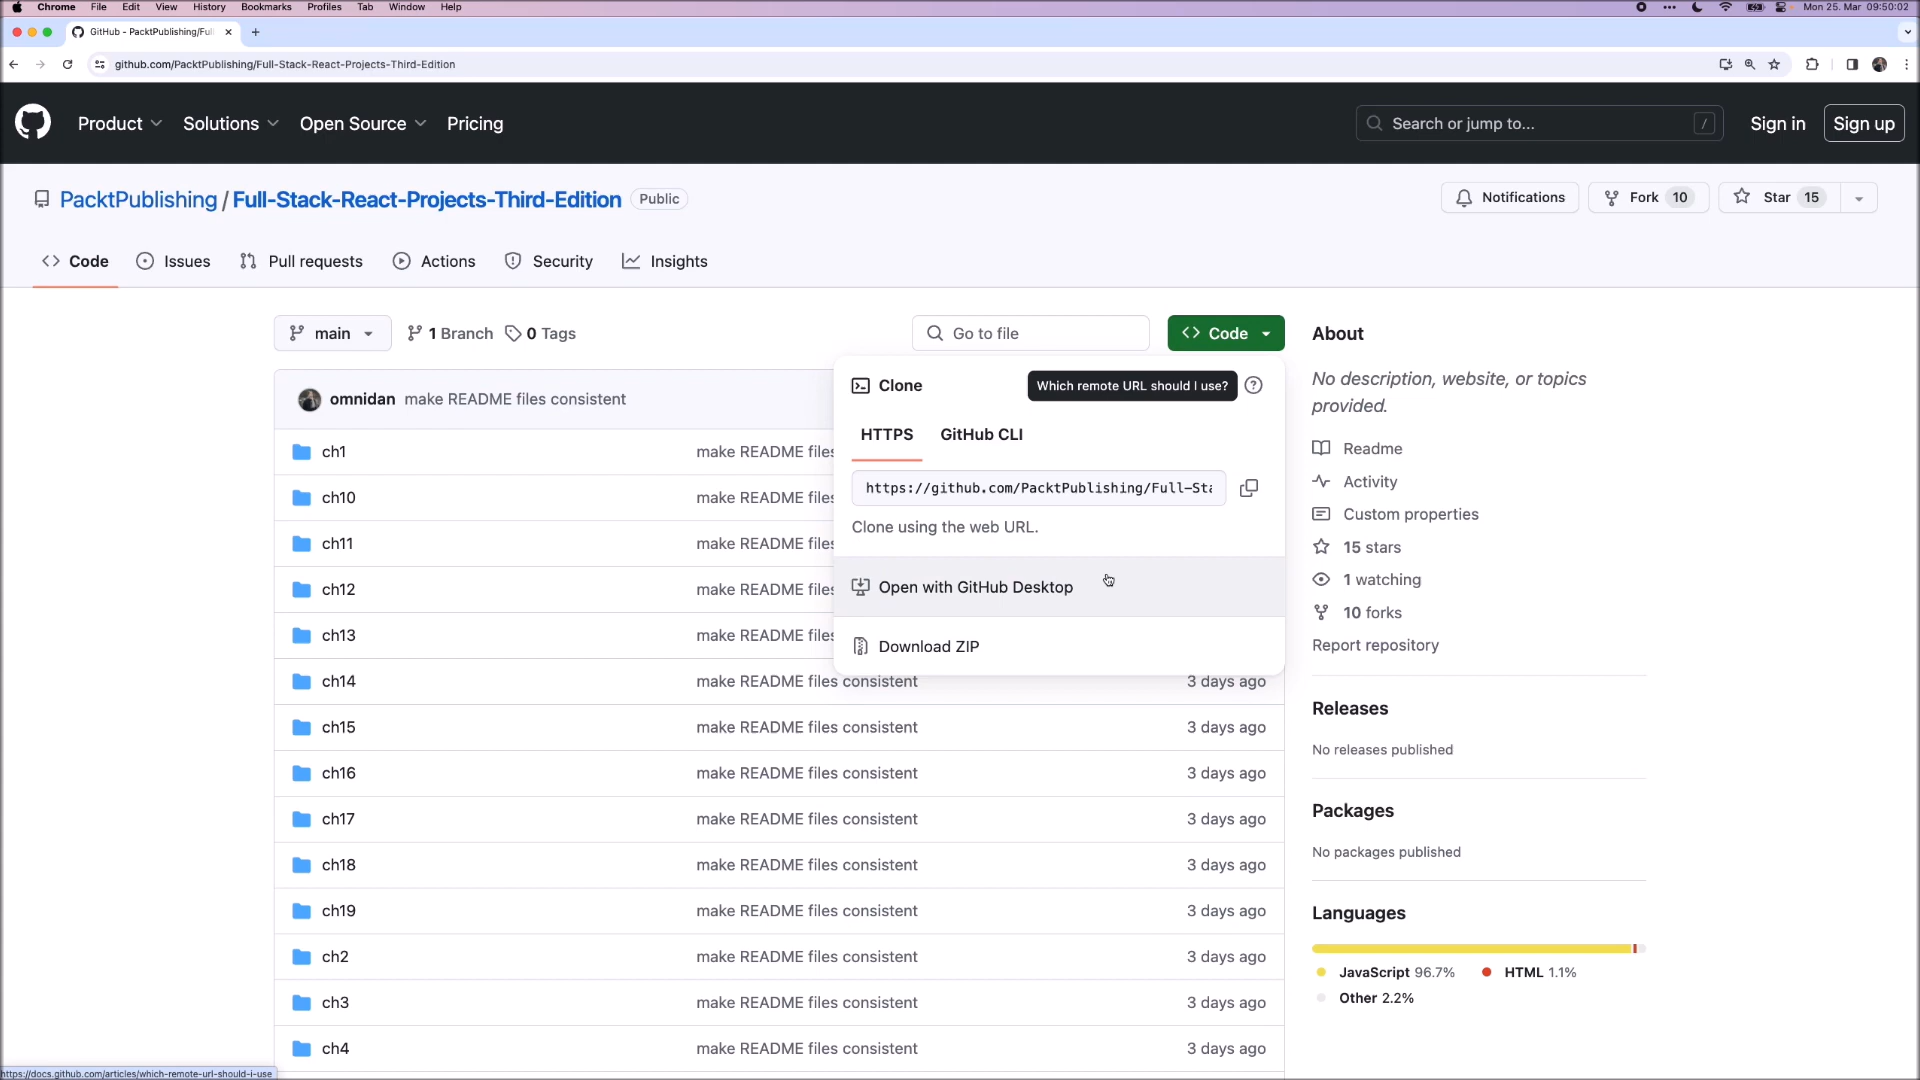 Chrome File Edit View History Bookmarks Profiles Tab Window Help
Mon 25. Mar 09:50:02
GitHub - PacktPublishing/Full
github.com/PacktPublishing/Full-Stack-React-Projects-Third-Edition
Product Solutions Open Source Pricing
Search or jump to... /
Sign in
Sign up
PacktPublishing / Full-Stack-React-Projects-Third-Edition Public
Notifications
Fork 10
Star 15
Code Issues Pull requests Actions Security Insights
main
1 Branch
0 Tags
Go to file
Code
omnidan make README files consistent
Clone
Which remote URL should I use?
HTTPS GitHub CLI
https://github.com/PacktPublishing/Full-Sta
Clone using the web URL.
Open with GitHub Desktop
Download ZIP
ch1 make README files
ch10 make README files
ch11 make README files
ch12 make README files
ch13 make README files
ch14 make README files consistent 3 days ago
ch15 make README files consistent 3 days ago
ch16 make README files consistent 3 days ago
ch17 make README files consistent 3 days ago
ch18 make README files consistent 3 days ago
ch19 make README files consistent 3 days ago
ch2 make README files consistent 3 days ago
ch3 make README files consistent 3 days ago
ch4 make README files consistent 3 days ago
About
No description, website, or topics
provided.
Readme
Activity
Custom properties
15 stars
1 watching
10 forks
Report repository
Releases
No releases published
Packages
No packages published
Languages
JavaScript 96.7% HTML 1.1%
Other 2.2%
https://docs.github.com/articles/which-remote-url-should-i-use